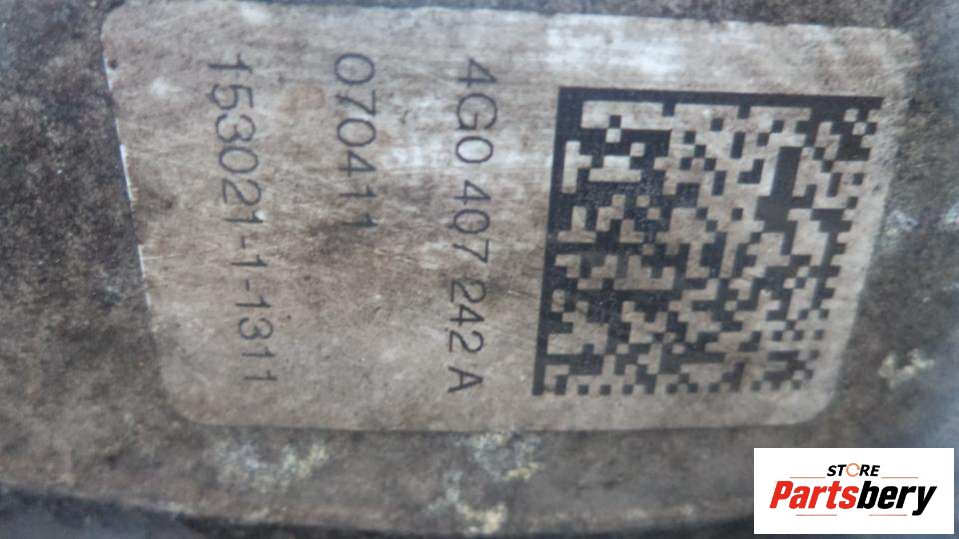 4G0 407 242 A
070411
153021-1-1311
STORE
Partsbery